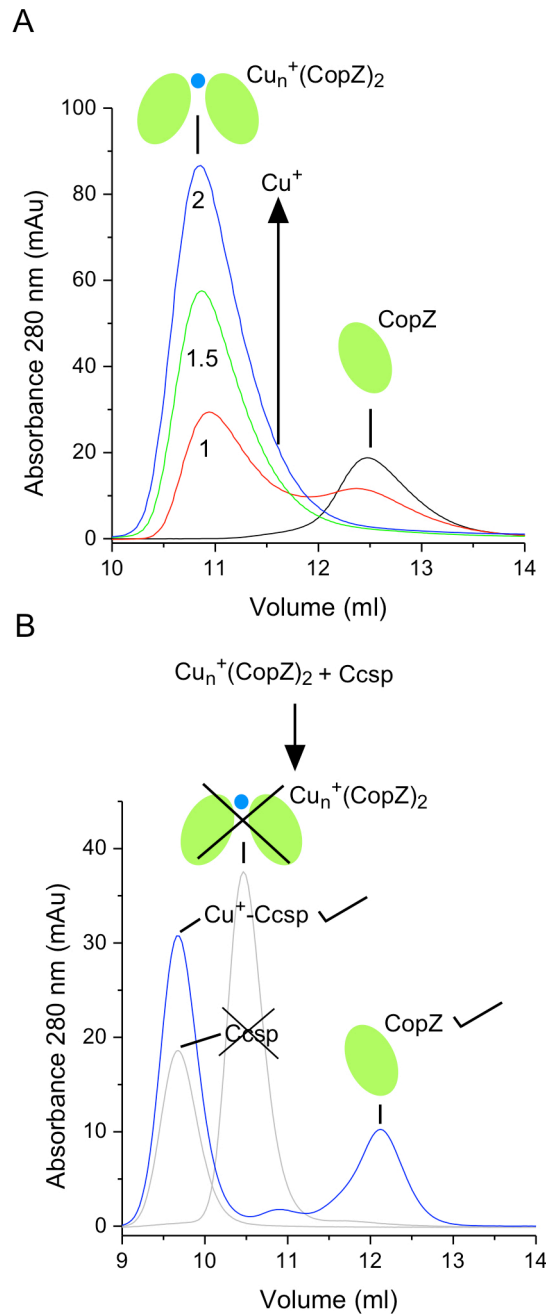 A
Cun+(CopZ)2
100
80
60
40
20
0
Absorbance 280 nm (mAu)
2
1.5
1
Cu+
CopZ
10 11 12 13 14
Volume (ml)
B
Cun+(CopZ)2 + Ccsp
Cun+(CopZ)2
40
30
20
10
0
Absorbance 280 nm (mAu)
Cu+-Ccsp
Ccsp
CopZ
9 10 11 12 13 14
Volume (ml)